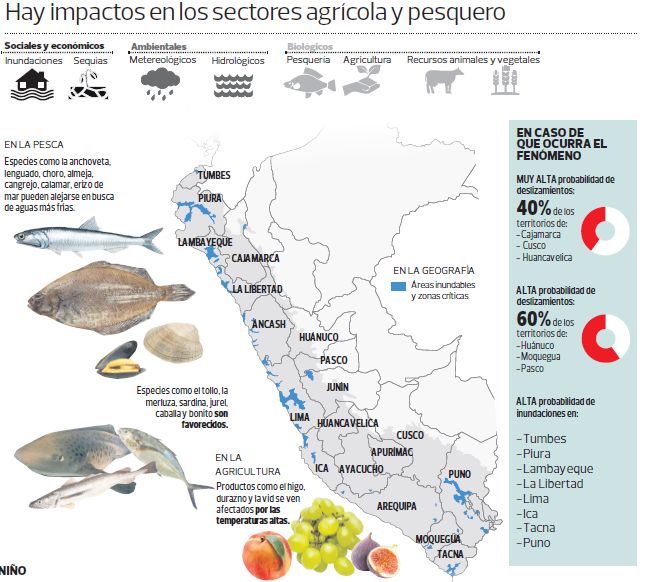 Hay impactos en los sectores agrícola y pesquero
Sociales y económicos
Inundaciones
Sequias
Ambientales
Metereológicos
Hidrológicos
Biológicos
Pesquería
Agricultura
Recursos animales y vegetales
EN LA PESCA
Especies como la anchoveta,
lenguado, choro, almeja,
cangrejo, calamar, erizo de
mar pueden alejarse en busca
de aguas más frías.
Especies como el tollo, la
merluza, sardina, jurel,
caballa y bonito son
favorecidos.
EN LA
AGRICULTURA
Productos como el higo,
durazno y la vid se ven
afectados por las
temperaturas altas.
TUMBES
PIURA
LAMBAYEQUE
CAJAMARCA
LA LIBERTAD
ANCASH
HUÁNUCO
PASCO
JUNÍN
LIMA
HUANCAVELICA
CUSCO
APURÍMAC
ICA
AYACUCHO
PUNO
AREQUIPA
MOQUEGUA
TACNA
EN LA GEOGRAFÍA
Áreas inundables
y zonas críticas
EN CASO DE
QUE OCURRA EL
FENÓMENO
MUY ALTA probabilidad de
deslizamientos:
40% de los
territorios de:
- Cajamarca
- Cusco
- Huancavelica
ALTA probabilidad de
deslizamientos:
60% de los
territorios de:
-Huánuco
- Moquegua
- Pasco
ALTA probabilidad de
inundaciones en:
- Tumbes
- Piura
- Lambayeque
- La Libertad
- Lima
- Ica
- Tacna
- Puno
NIÑO